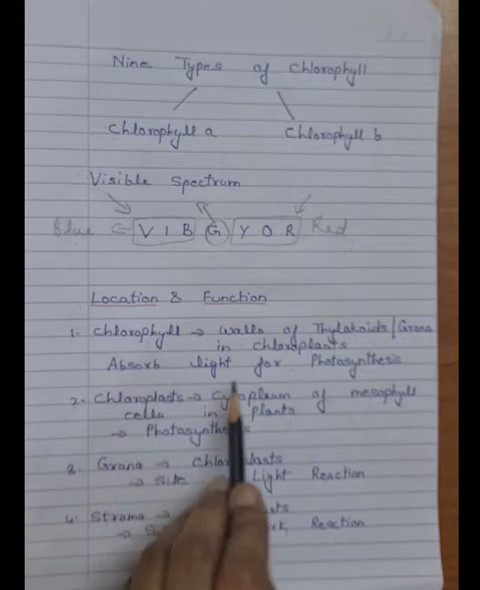 Nine Types of Chlorophyll
Chlorophyll a Chlorophyll b
Visible Spectrum
Blue VIB G YOR Red
Location & Function
1. Chlorophyll → Walls of Thylakoids/Grana
in chloroplasts
Absorb light for Photosynthesis
2. Chloroplasts → Cytoplasm of mesophyll
cells in plants
→ Photosynthesis
3. Grana → Chloroplasts
→ Site Light Reaction
4. Stroma →
→ Reaction